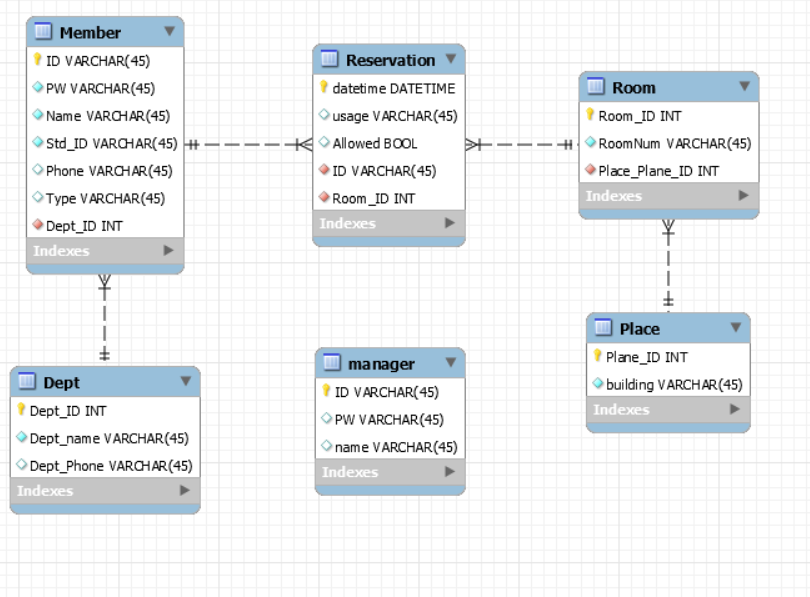 Member
ID VARCHAR(45)
PW VARCHAR(45)
Name VARCHAR(45)
Std_ID VARCHAR(45)
Phone VARCHAR(45)
Type VARCHAR(45)
Dept_ID INT
Indexes
Reservation
datetime DATETIME
usage VARCHAR(45)
Allowed BOOL
ID VARCHAR(45)
Room_ID INT
Indexes
Room
Room_ID INT
RoomNum VARCHAR(45)
Place_Plane_ID INT
Indexes
Dept
Dept_ID INT
Dept_name VARCHAR(45)
Dept_Phone VARCHAR(45)
Indexes
manager
ID VARCHAR(45)
PW VARCHAR(45)
name VARCHAR(45)
Indexes
Place
Plane_ID INT
building VARCHAR(45)
Indexes